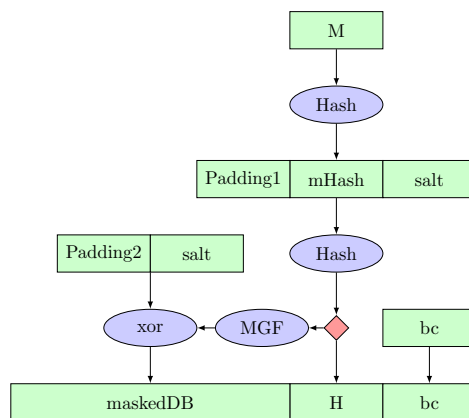 M
Hash
Padding1 mHash salt
Hash
Padding2 salt
xor MGF bc
maskedDB H bc